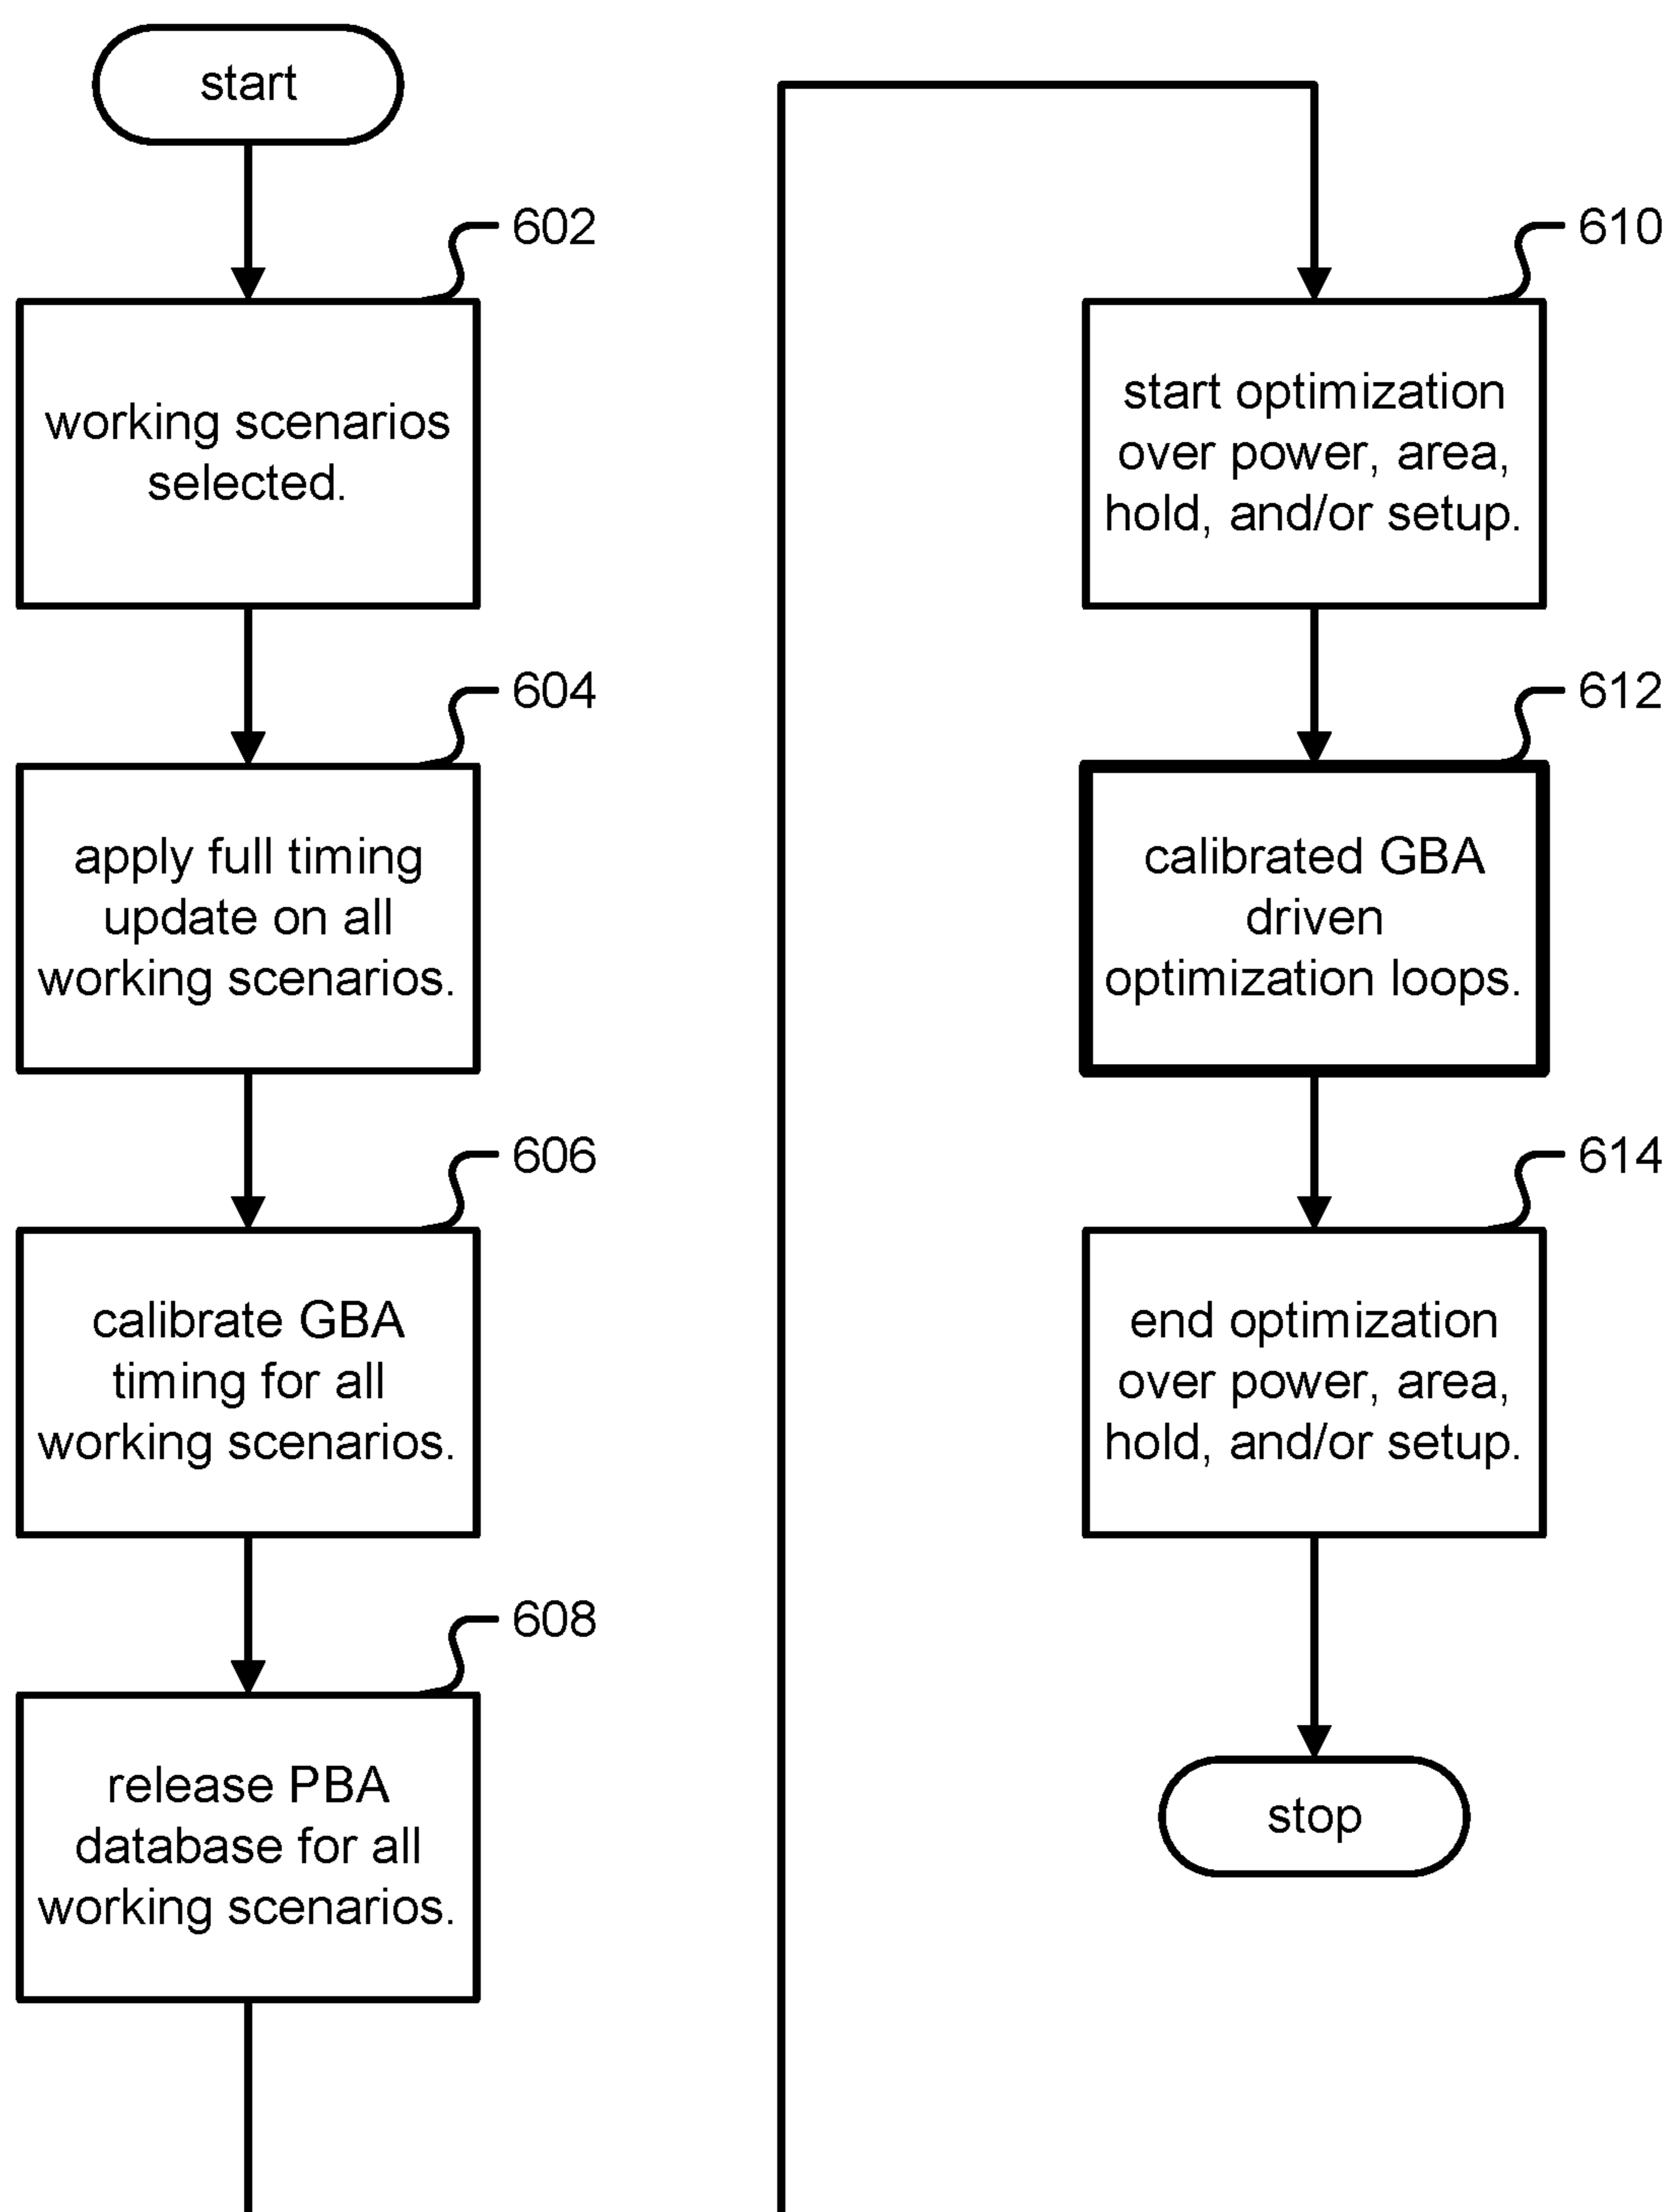 start
602
working scenarios
selected.
604
apply full timing
update on all
working scenarios.
606
calibrate GBA
timing for all
working scenarios.
608
release PBA
database for all
working scenarios.
610
start optimization
over power, area,
hold, and/or setup.
612
calibrated GBA
driven
optimization loops.
614
end optimization
over power, area,
hold, and/or setup.
stop